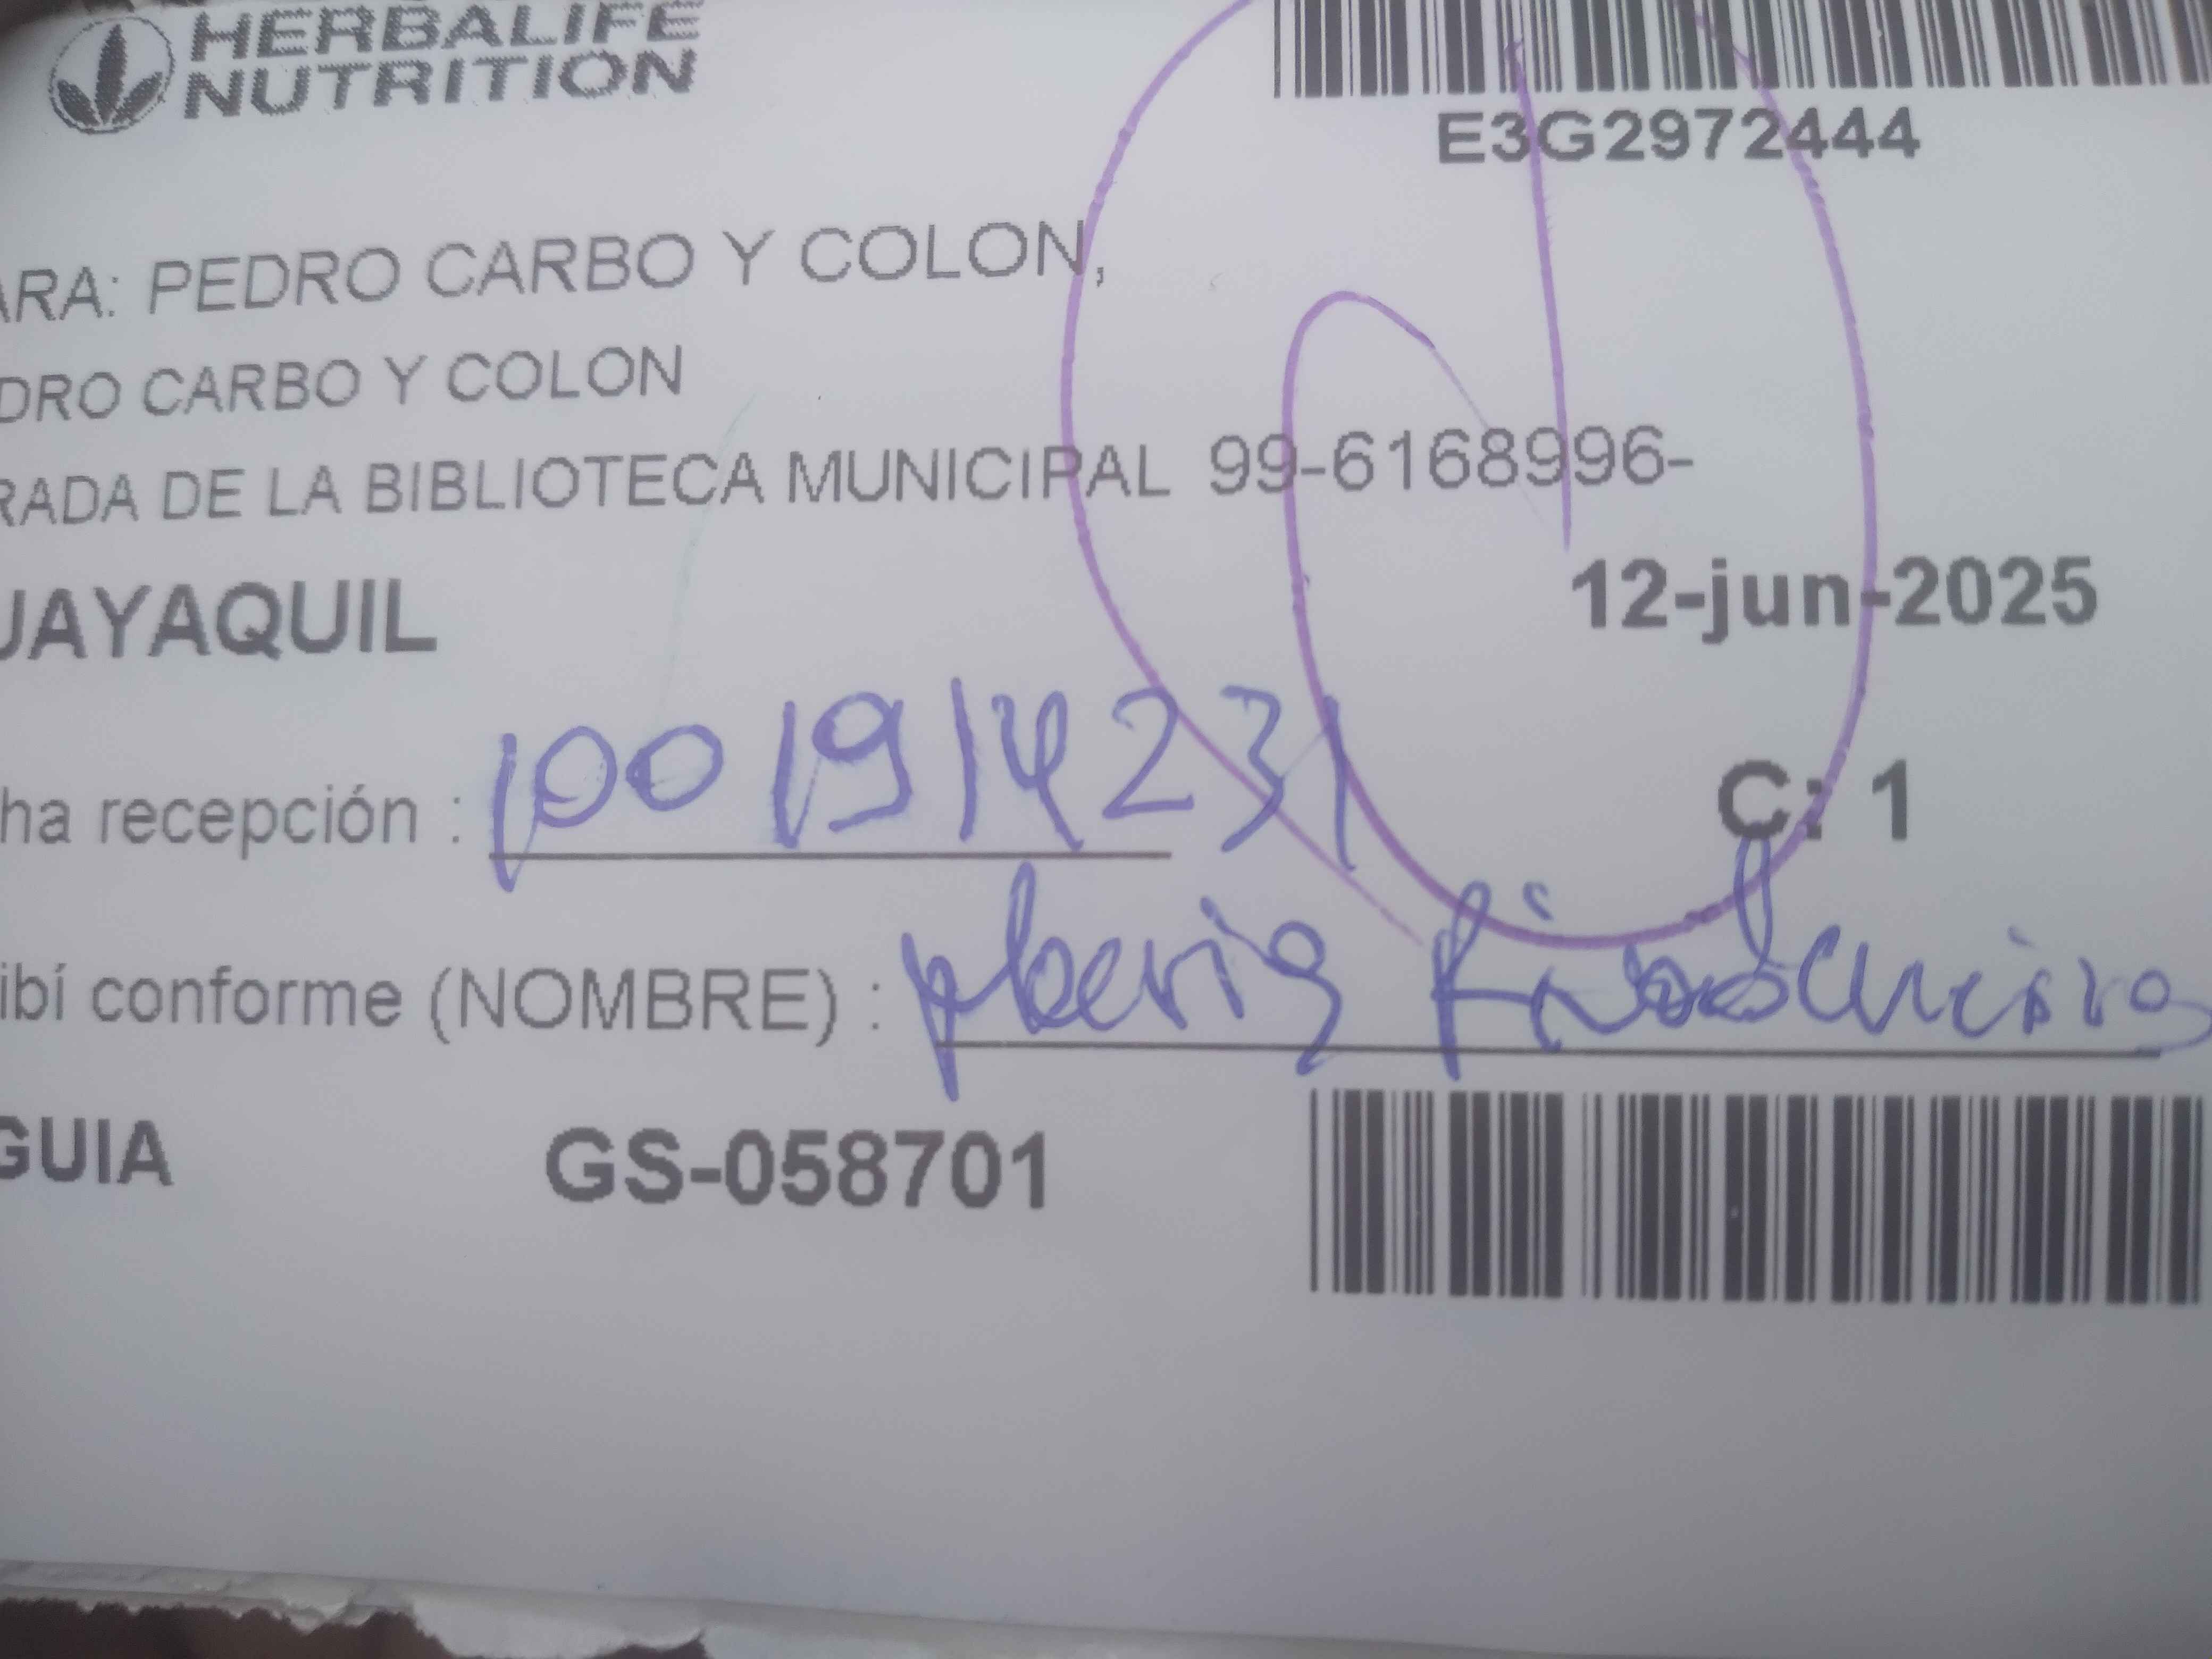 HERBALIFE
NUTRITION
E3G2972444
ARA: PEDRO CARBO Y COLON,
DRO CARBO Y COLON
RADA DE LA BIBLIOTECA MUNICIPAL 99-6168996-
UAYAQUIL
12-jun-2025
C: 1
ha recepción : 1001914231
ibí conforme (NOMBRE) :
GUIA GS-058701